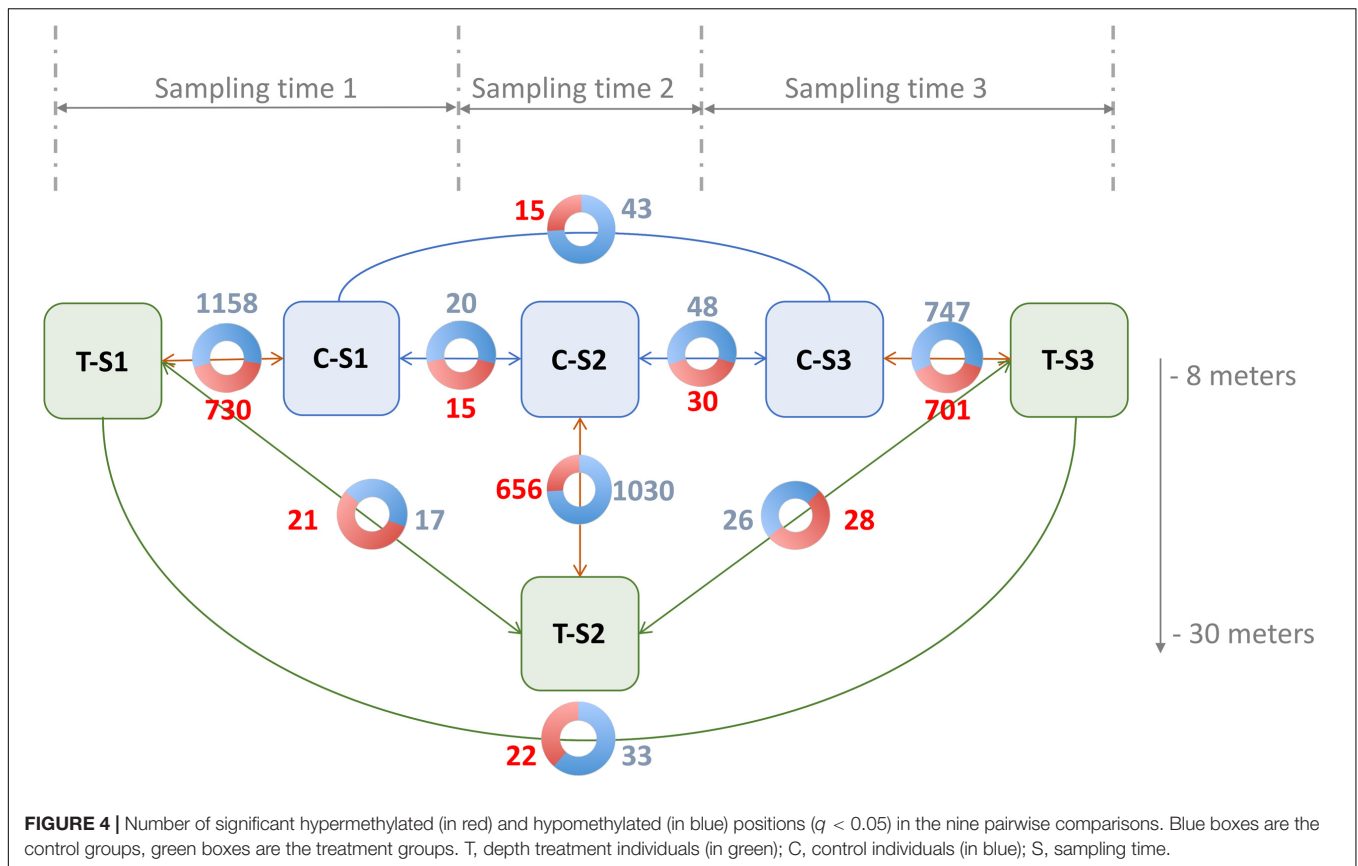 Sampling time 1
Sampling time 2
Sampling time 3
15
43
1158
20
48
747
T-S1
C-S1
C-S2
C-S3
T-S3
- 8 meters
730
15
30
701
656
1030
21
17
26
28
T-S2
- 30 meters
22
33
FIGURE 4 | Number of significant hypermethylated (in red) and hypomethylated (in blue) positions (q < 0.05) in the nine pairwise comparisons. Blue boxes are the
control groups, green boxes are the treatment groups. T, depth treatment individuals (in green); C, control individuals (in blue); S, sampling time.